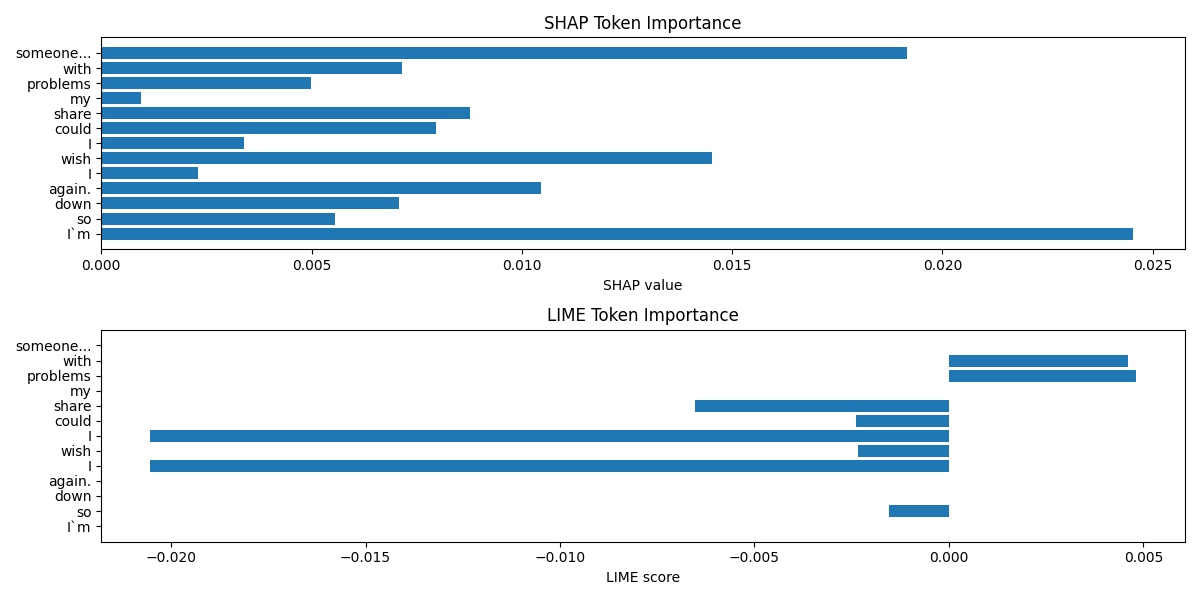 SHAP Token Importance
someone...
with
problems
my
share
could
I
wish
I
again.
down
so
I`m
0.000 0.005 0.010 0.015 0.020 0.025
SHAP value
LIME Token Importance
someone...
with
problems
my
share
could
I
wish
I
again.
down
so
I`m
−0.020 −0.015 −0.010 −0.005 0.000 0.005
LIME score